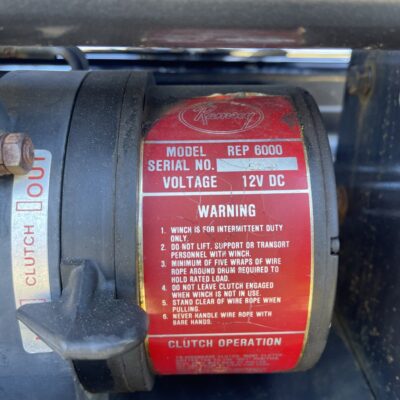 Ramsey
MODEL REP 6000
SERIAL NO.
VOLTAGE 12V DC
WARNING
1. WINCH IS FOR INTERMITTENT DUTY
ONLY.
2. DO NOT LIFT, SUPPORT OR TRANSORT
PERSONNEL WITH WINCH.
3. MINIMUM OF FIVE WRAPS OF WIRE
ROPE AROUND DRUM REQUIRED TO
HOLD RATED LOAD.
4. DO NOT LEAVE CLUTCH ENGAGED
WHEN WINCH IS NOT IN USE.
5. STAND CLEAR OF WIRE ROPE WHEN
PULLING.
6. NEVER HANDLE WIRE ROPE WITH
BARE HANDS.
CLUTCH OPERATION
CLUTCH
OUT